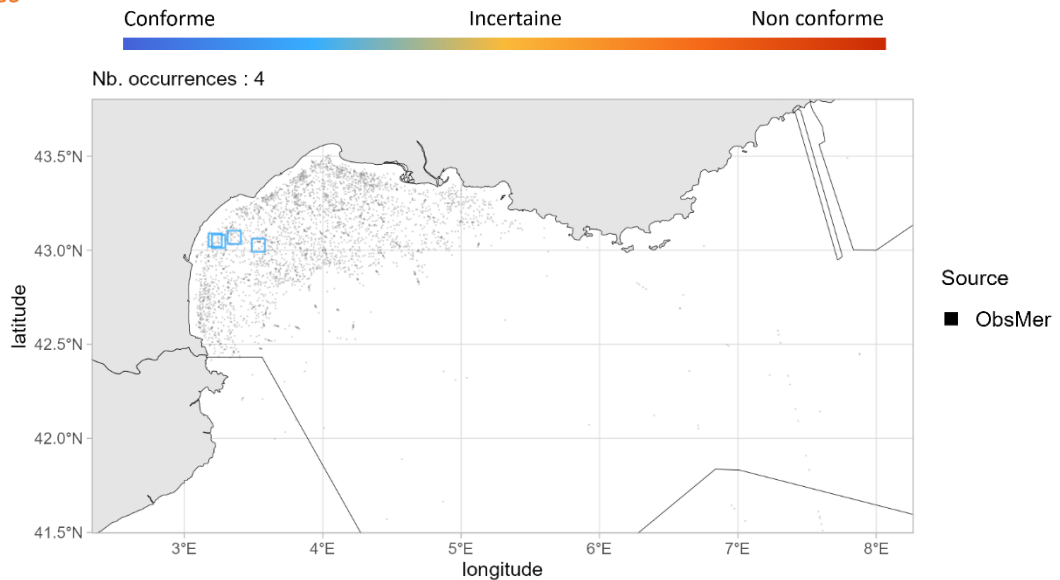 Conforme Incertaine Non conforme
Nb. occurrences : 4
43.5°N
43.0°N
42.5°N
42.0°N
41.5°N
latitude
3°E 4°E 5°E 6°E 7°E 8°E
longitude
Source
ObsMer